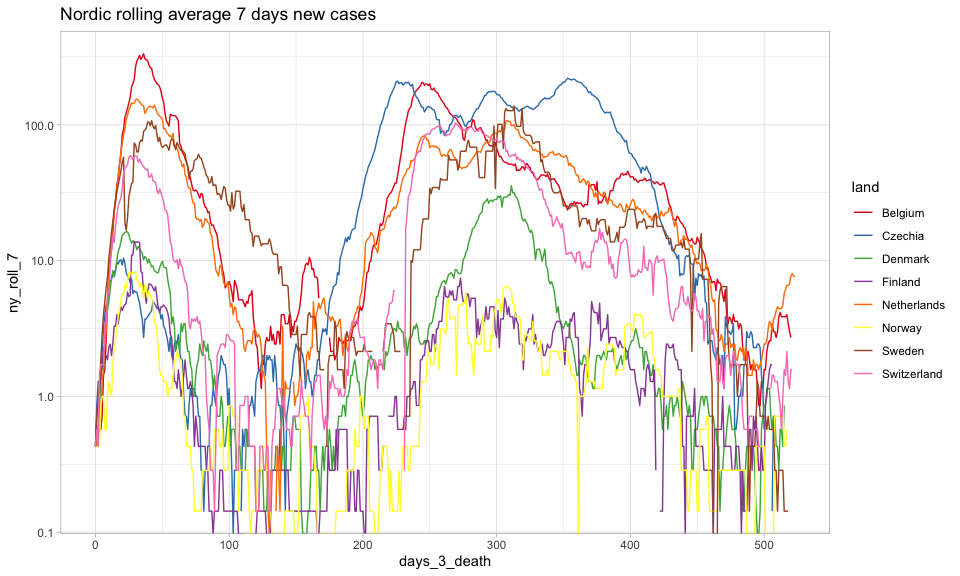 Nordic rolling average 7 days new cases
ny_roll_7
100.0
10.0
1.0
0.1
0 100 200 300 400 500
days_3_death
land
Belgium
Czechia
Denmark
Finland
Netherlands
Norway
Sweden
Switzerland